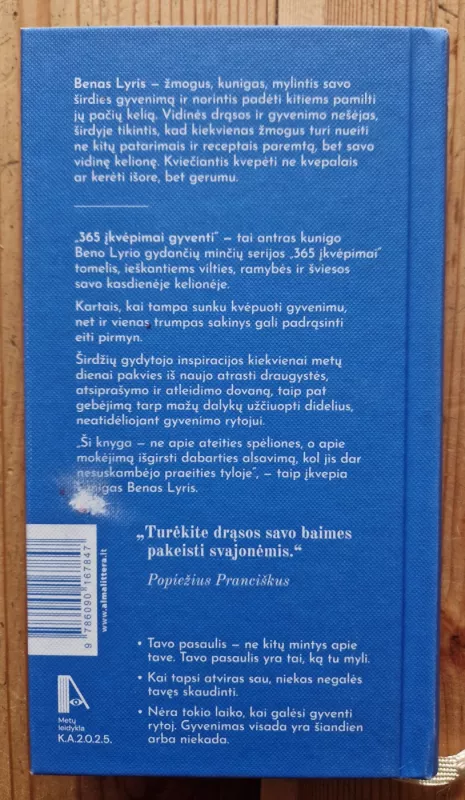 Benas Lyris – žmogus, kunigas, mylintis savo
širdies gyvenimą ir norintis padėti kitiems pamilti
jų pačių kelią. Vidinės drąsos ir gyvenimo nešėjas,
širdyje tikintis, kad kiekvienas žmogus turi nueiti
ne kitų patarimais ir receptais paremtą, bet savo
vidinę kelionę. Kviečiantis kvepėti ne kvepalais
ar kerėti išore, bet gerumu.
„365 įkvėpimai gyventi“ – tai antras kunigo
Beno Lyrio gydančių minčių serijos „365 įkvėpimai“
tomelis, ieškantiems vilties, ramybės ir šviesos
savo kasdienėje kelionėje.
Kartais, kai tampa sunku kvėpuoti gyvenimu,
net ir vienas trumpas sakinys gali padrąsinti
eiti pirmyn.
Širdžių gydytojo inspiracijos kiekvienai metų
dienai pakvies iš naujo atrasti draugystės,
atsiprašymo ir atleidimo dovaną, taip pat
gebėjimą tarp mažų dalykų užčiuopti didelius,
neatidėliojant gyvenimo rytojui.
„Ši knyga – ne apie ateities spėliones, o apie
mokėjimą išgirsti dabarties alsavimą, kol jis dar
nesuskambėjo praeities tyloje“, – taip įkvepia
kunigas Benas Lyris.
„Turėkite drąsos savo baimes
pakeisti svajonėmis.“
Popiežius Pranciškus
• Tavo pasaulis – ne kitų mintys apie
tave. Tavo pasaulis yra tai, ką tu myli.
• Kai tapsi atviras sau, niekas negalės
tavęs skaudinti.
• Nėra tokio laiko, kai galėsi gyventi
rytoj. Gyvenimas visada yra šiandien
arba niekada.
9 786090 167847
www.almalittera.lt
Metų
leidykla
K.A.2.0.2.5.